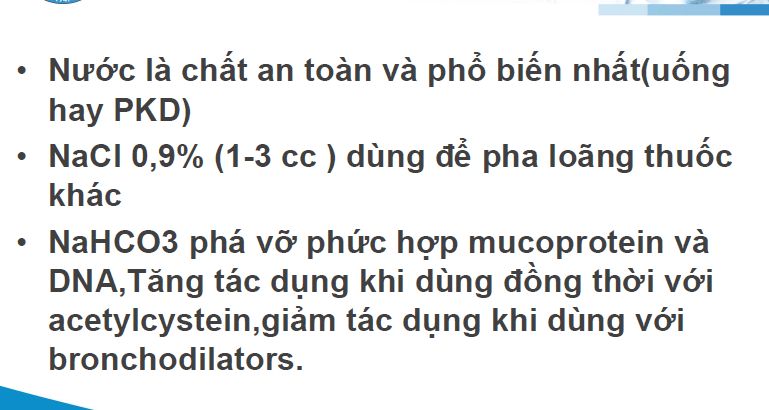 • Nước là chất an toàn và phổ biến nhất(uống
hay PKD)
• NaCl 0,9% (1-3 cc ) dùng để pha loãng thuốc
khác
• NaHCO3 phá vỡ phức hợp mucoprotein và
DNA,Tăng tác dụng khi dùng đồng thời với
acetylcystein,giảm tác dụng khi dùng với
bronchodilators.